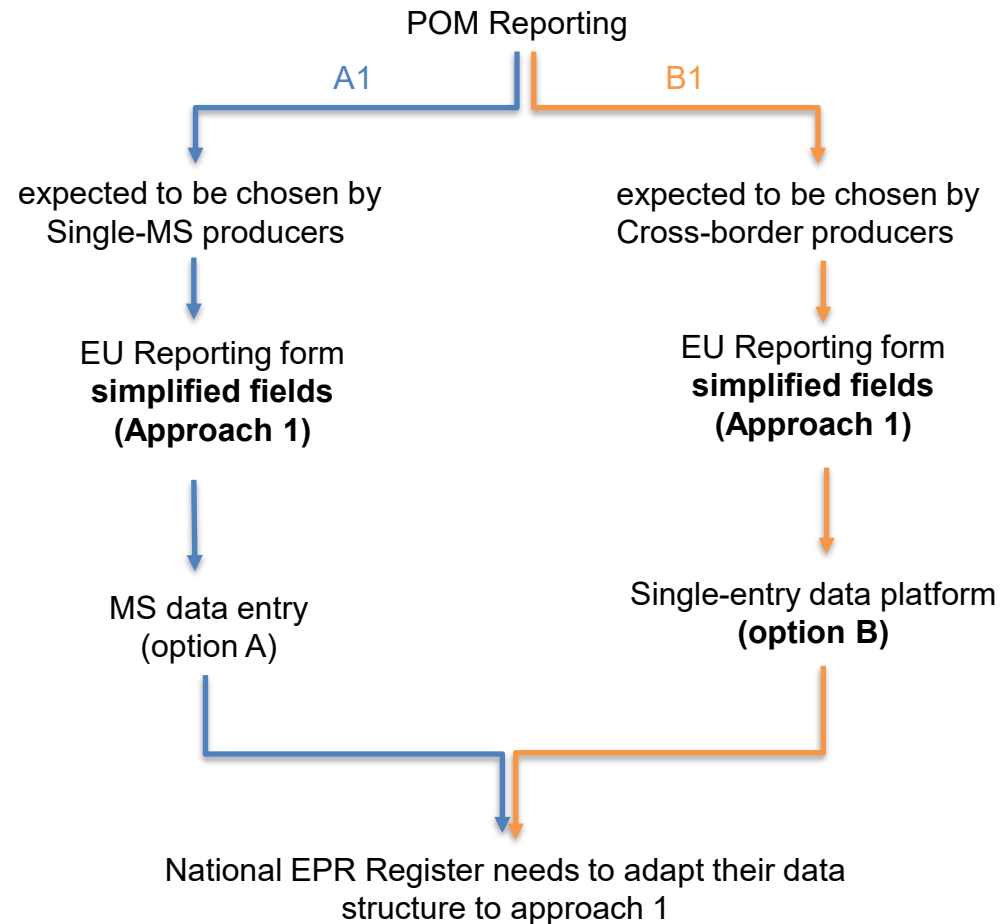 POM Reporting
A1
B1
expected to be chosen by
Single-MS producers
expected to be chosen by
Cross-border producers
EU Reporting form
simplified fields
(Approach 1)
EU Reporting form
simplified fields
(Approach 1)
MS data entry
(option A)
Single-entry data platform
(option B)
National EPR Register needs to adapt their data
structure to approach 1